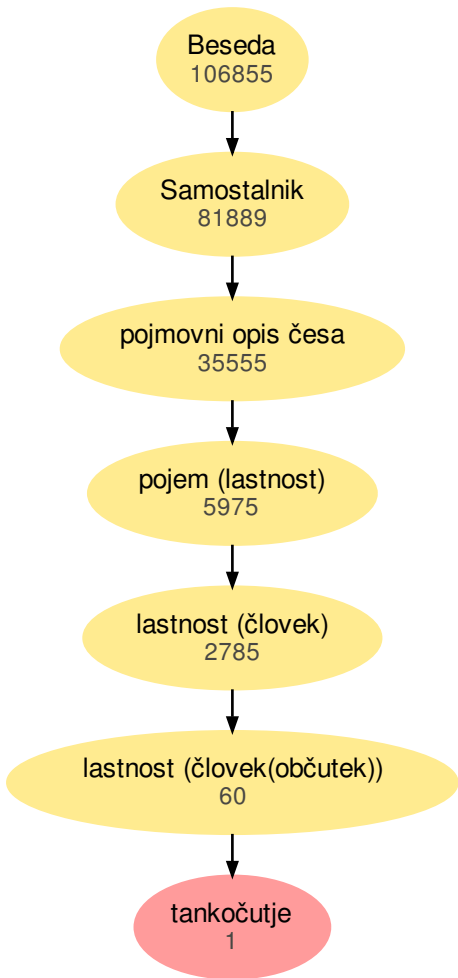 Beseda
106855
Samostalnik
81889
pojmovni opis česa
35555
pojem (lastnost)
5975
lastnost (človek)
2785
lastnost (človek(občutek))
60
tankočutje
1